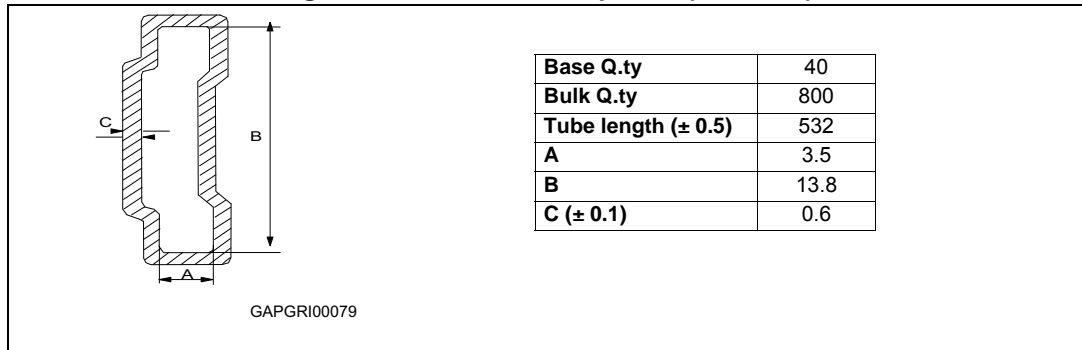 C
B
A
GAPGRI00079
Base Q.ty 40
Bulk Q.ty 800
Tube length (± 0.5) 532
A 3.5
B 13.8
C (± 0.1) 0.6